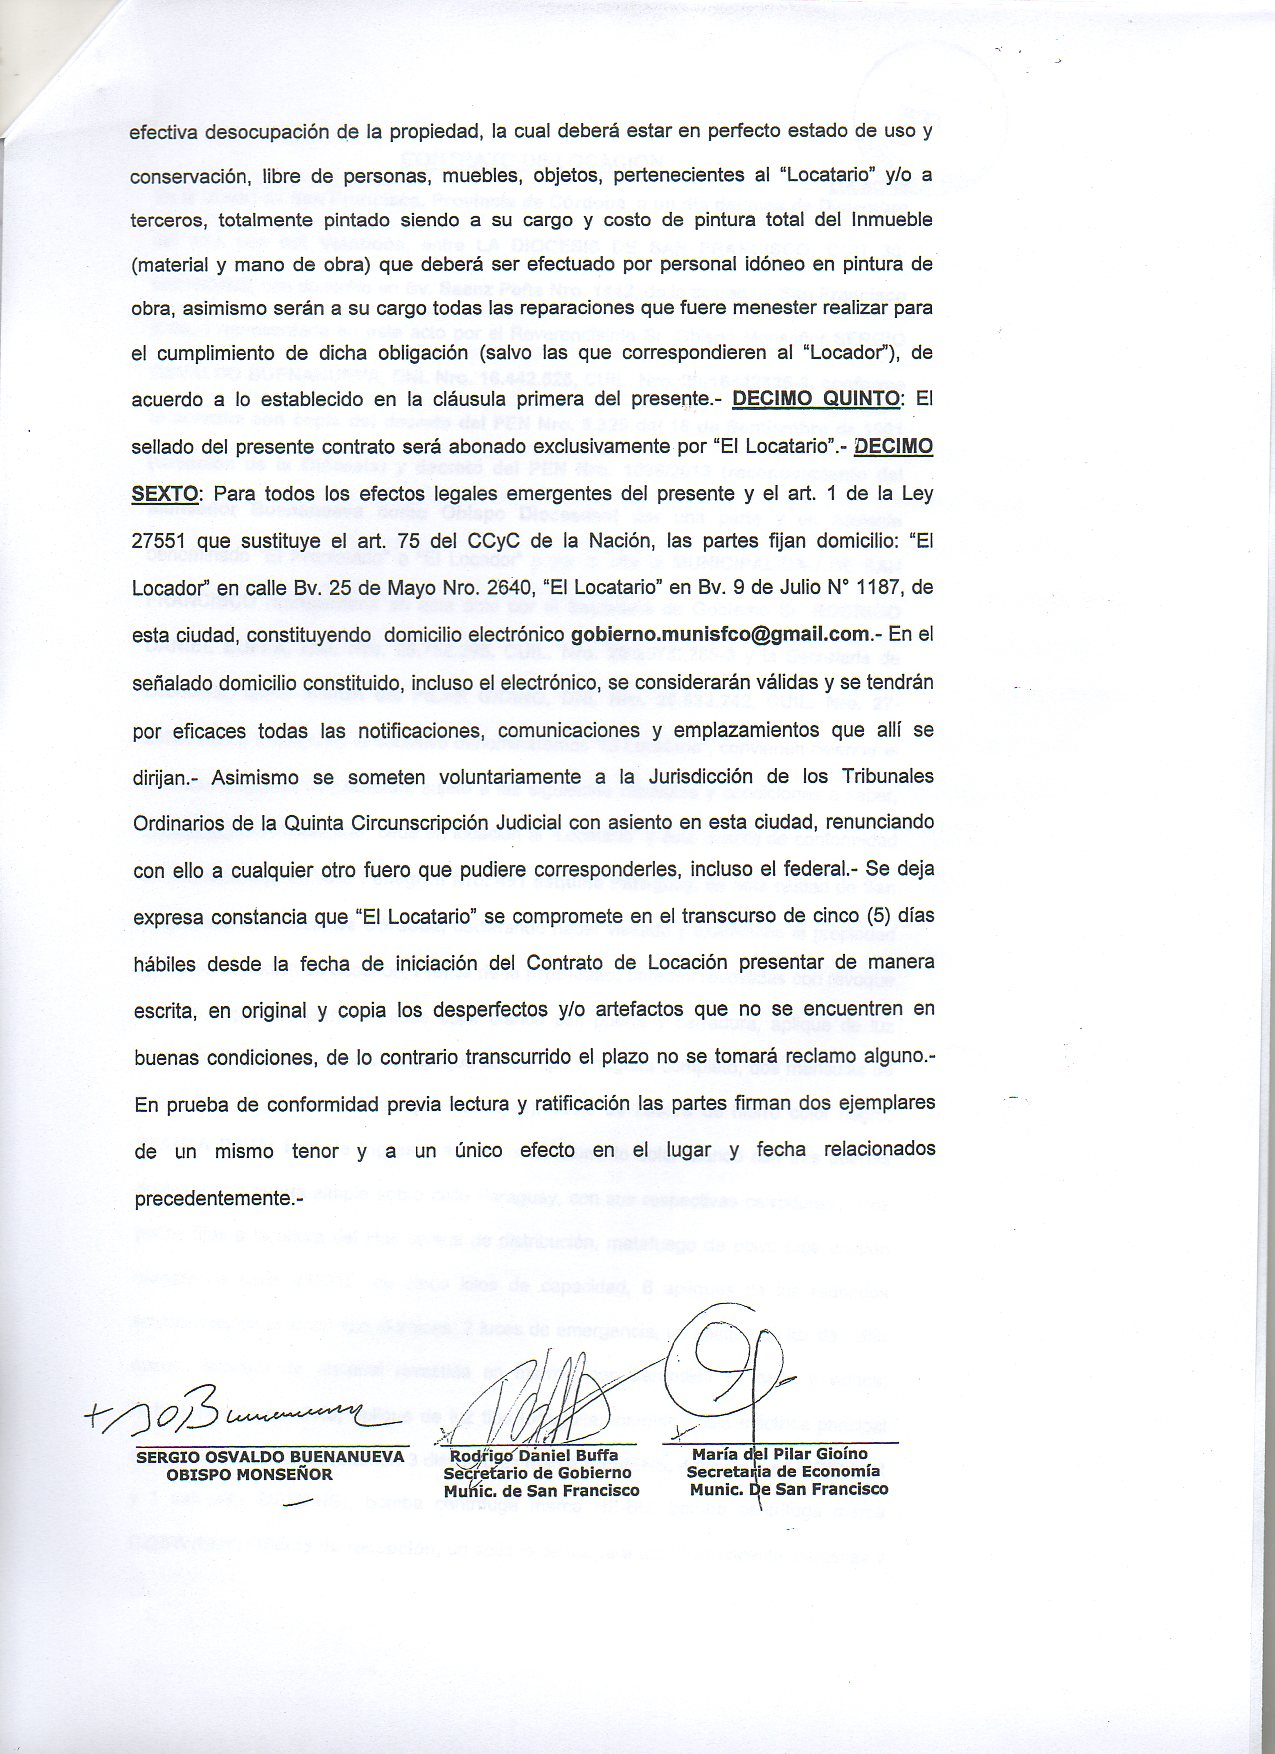 efectiva desocupación de la propiedad, la cual deberá estar en perfecto estado de uso y
conservación, libre de personas, muebles, objetos, pertenecientes al “Locatario” y/o a
terceros, totalmente pintado siendo a su cargo y costo de pintura total del Inmueble
(material y mano de obra) que deberá ser efectuado por personal idóneo en pintura de
obra, asimismo serán a su cargo todas las reparaciones que fuere menester realizar para
el cumplimiento de dicha obligación (salvo las que correspondieren al “Locador”), de
acuerdo a lo establecido en la cláusula primera del presente.- DECIMO QUINTO: El
sellado del presente contrato será abonado exclusivamente por “El Locatario”.- DECIMO
SEXTO: Para todos los efectos legales emergentes del presente y el art. 1 de la Ley
27551 que sustituye el art. 75 del CCyC de la Nación, las partes fijan domicilio: “El
Locador” en calle Bv. 25 de Mayo Nro. 2640, “El Locatario” en Bv. 9 de Julio N° 1187, de
esta ciudad, constituyendo domicilio electrónico gobierno.munisfco@gmail.com.- En el
señalado domicilio constituido, incluso el electrónico, se considerarán válidas y se tendrán
por eficaces todas las notificaciones, comunicaciones y emplazamientos que allí se
dirijan.- Asimismo se someten voluntariamente a la Jurisdicción de los Tribunales
Ordinarios de la Quinta Circunscripción Judicial con asiento en esta ciudad, renunciando
con ello a cualquier otro fuero que pudiere corresponderles, incluso el federal.- Se deja
expresa constancia que “El Locatario” se compromete en el transcurso de cinco (5) días
hábiles desde la fecha de iniciación del Contrato de Locación presentar de manera
escrita, en original y copia los desperfectos y/o artefactos que no se encuentren en
buenas condiciones, de lo contrario transcurrido el plazo no se tomará reclamo alguno.-
En prueba de conformidad previa lectura y ratificación las partes firman dos ejemplares
de un mismo tenor y a un único efecto en el lugar y fecha relacionados
precedentemente.-
SERGIO OSVALDO BUENANUEVA
OBISPO MONSEÑOR
Rodrigo Daniel Buffa
Secretario de Gobierno
Munic. de San Francisco
María del Pilar Gioíno
Secretaria de Economía
Munic. De San Francisco